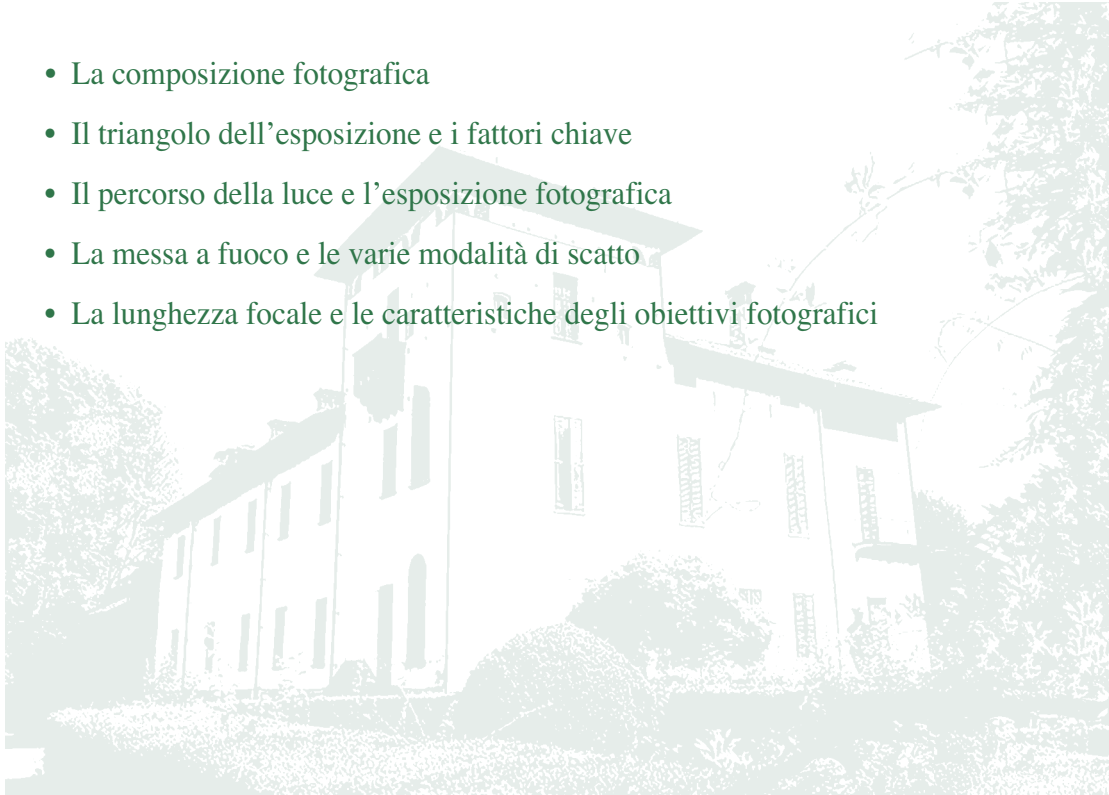 • La composizione fotografica
• Il triangolo dell’esposizione e i fattori chiave
• Il percorso della luce e l’esposizione fotografica
• La messa a fuoco e le varie modalità di scatto
• La lunghezza focale e le caratteristiche degli obiettivi fotografici